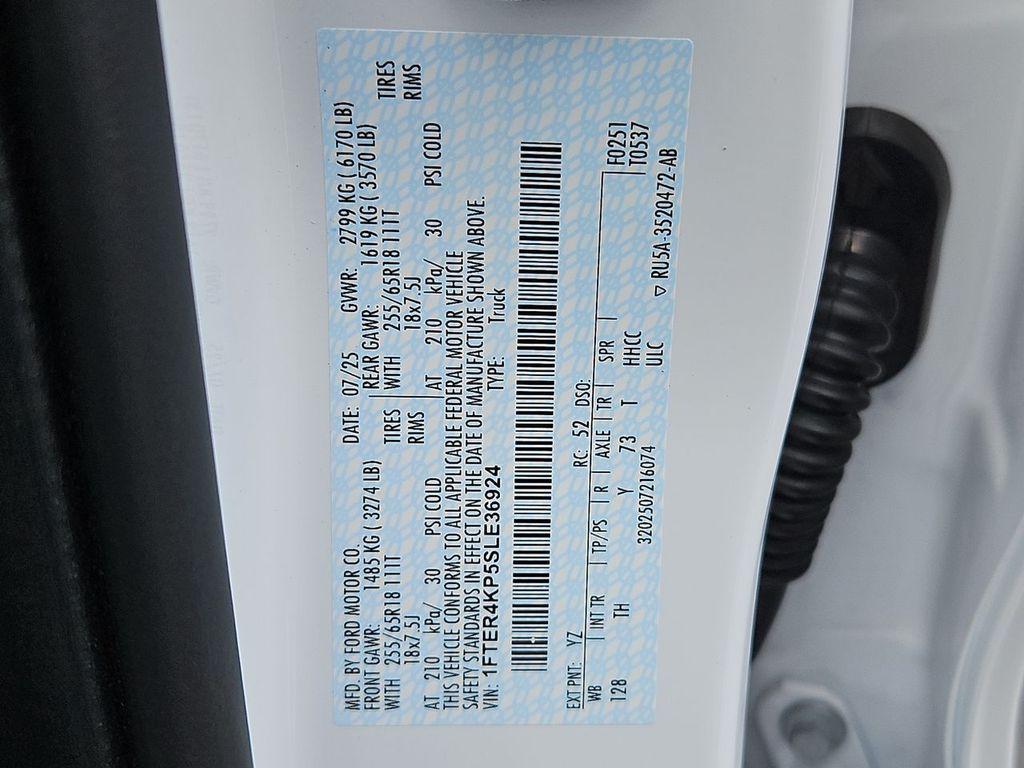 MFD. BY FORD MOTOR CO. DATE: 07/25 GVWR: 2799 KG ( 6170 LB)
FRONT GAWR: 1485 KG ( 3274 LB) REAR GAWR: 1619 KG ( 3570 LB)
WITH 255/65R18 111T TIRES WITH 255/65R18 111T TIRES
18x7.5J RIMS 18x7.5J RIMS
AT 210 kPa/ 30 PSI COLD AT 210 kPa/ 30 PSI COLD
THIS VEHICLE CONFORMS TO ALL APPLICABLE FEDERAL MOTOR VEHICLE
SAFETY STANDARDS IN EFFECT ON THE DATE OF MANUFACTURE SHOWN ABOVE.
VIN: 1FTER4KP5SLE36924 TYPE: Truck
EXT PNT: YZ RC: 52 DSO: F0251
WB INT TR TP/PS R AXLE TR SPR T0537
128 TH Y 73 T HHCC
3202507216074 ULC ▽ RU5A-3520472-AB